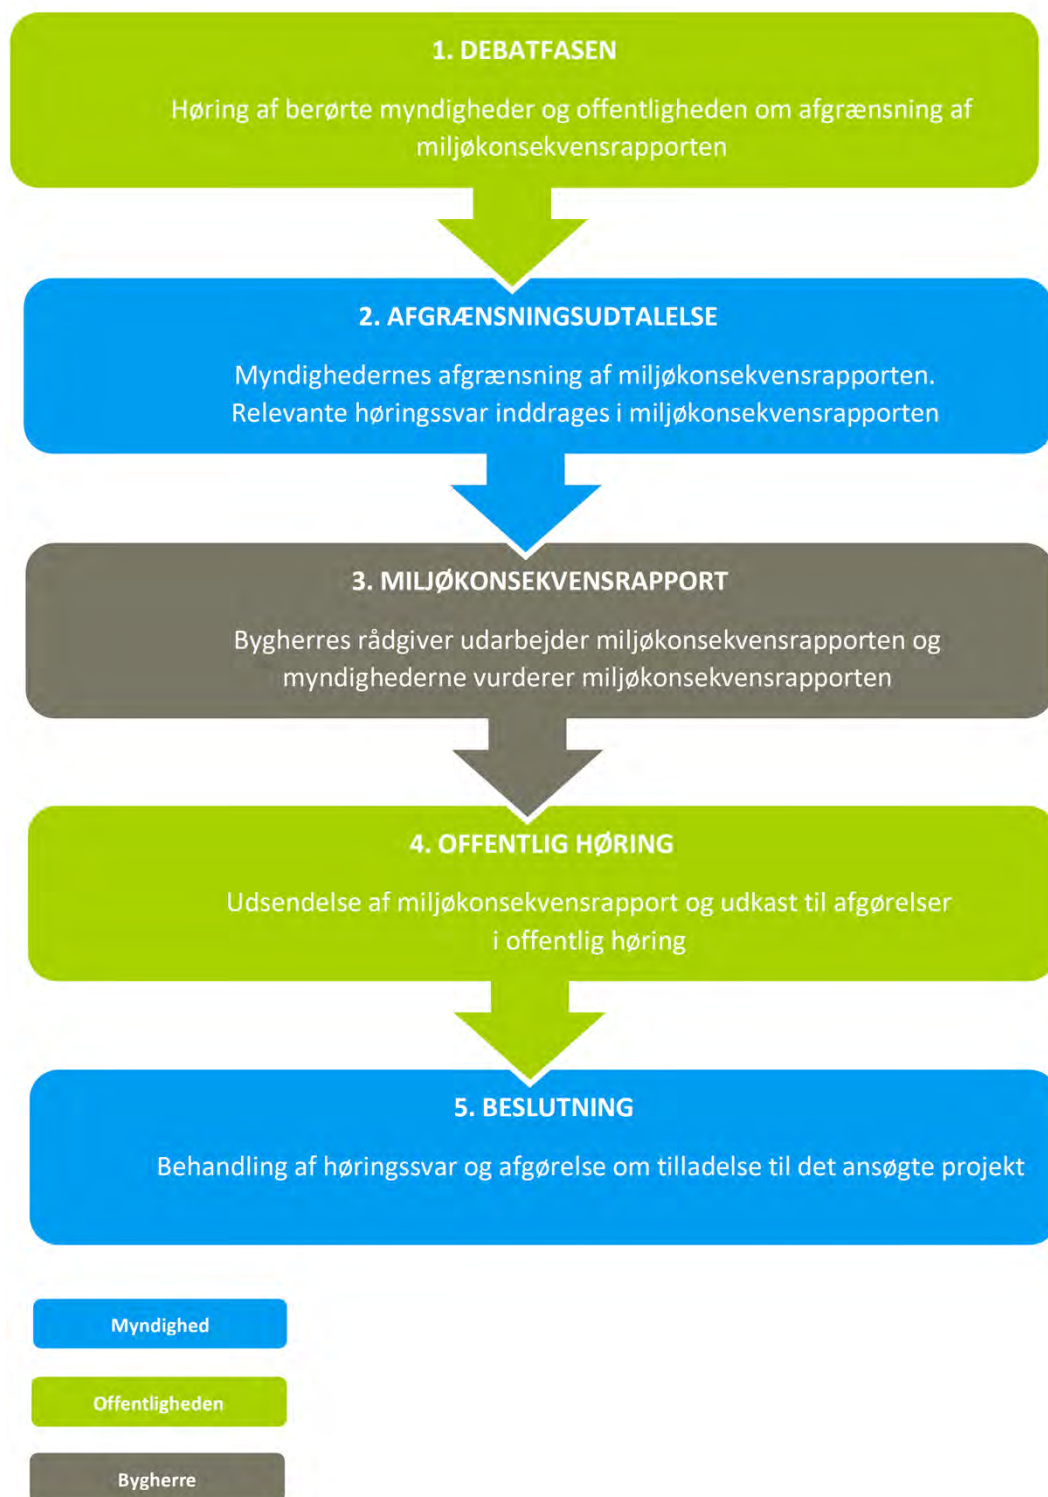 1. DEBATFASEN
Høring af berørte myndigheder og offentligheden om afgrænsning af
miljøkonsekvensrapporten
2. AFGRÆNSNINGSUDTALELSE
Myndighedernes afgrænsning af miljøkonsekvensrapporten.
Relevante høringssvar inddrages i miljøkonsekvensrapporten
3. MILJØKONSEKVENSRAPPORT
Bygherres rådgiver udarbejder miljøkonsekvensrapporten og
myndighederne vurderer miljøkonsekvensrapporten
4. OFFENTLIG HØRING
Udsendelse af miljøkonsekvensrapport og udkast til afgørelser
i offentlig høring
5. BESLUTNING
Behandling af høringssvar og afgørelse om tilladelse til det ansøgte projekt
Myndighed
Offentligheden
Bygherre